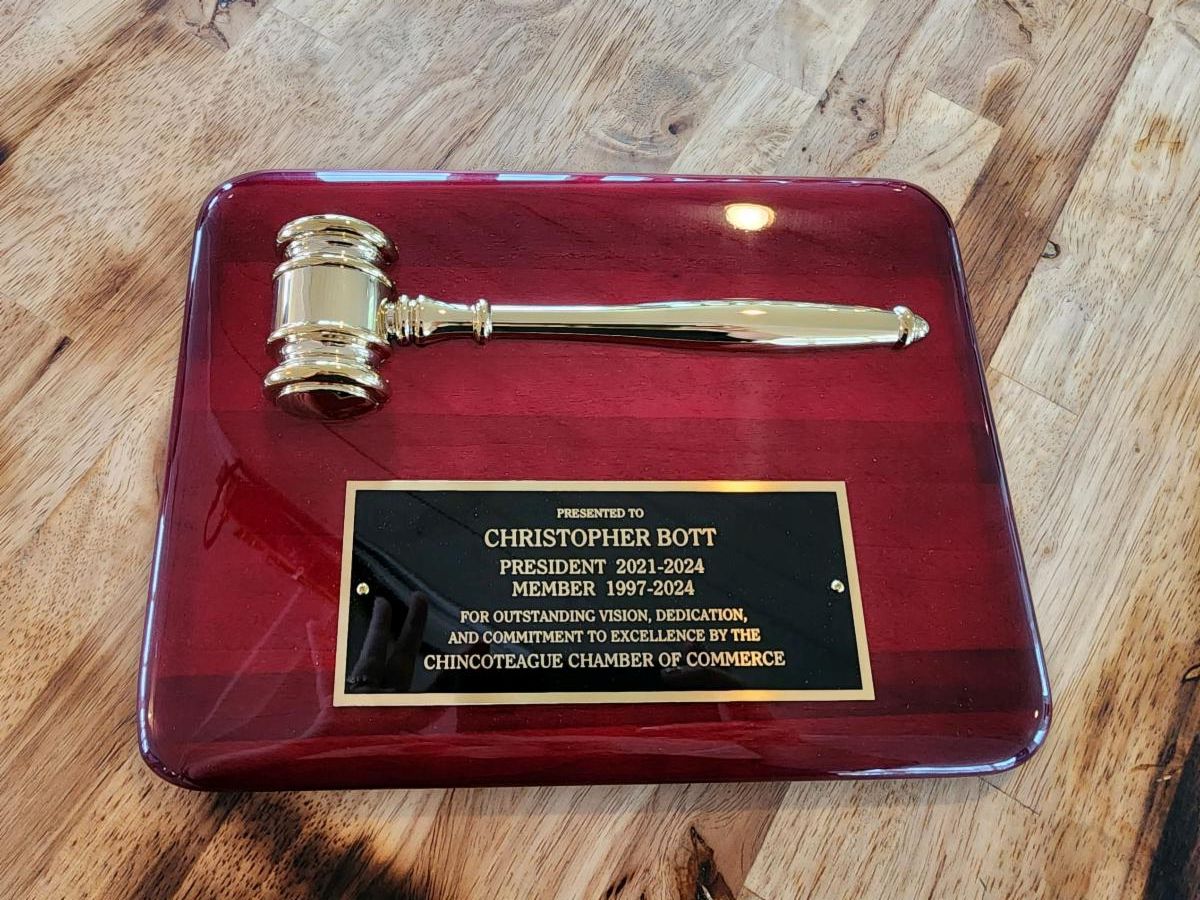 PRESENTED TO
CHRISTOPHER BOTT
PRESIDENT 2021-2024
MEMBER 1997-2024
FOR OUTSTANDING VISION, DEDICATION,
AND COMMITMENT TO EXCELLENCE BY THE
CHINCOTEAGUE CHAMBER OF COMMERCE